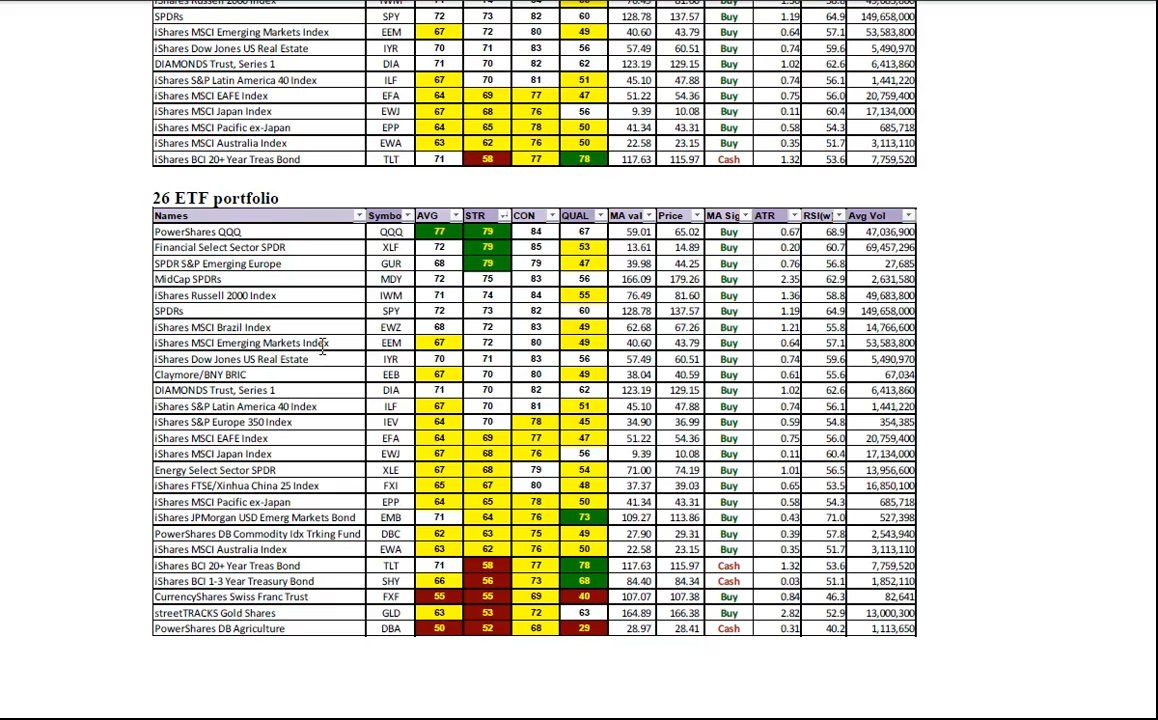 SPDRs SPY 72 73 82 60 128.78 137.57 Buy 1.19 64.9 149,658,000
iShares MSCI Emerging Markets Index EEM 67 72 80 49 40.60 43.79 Buy 0.64 57.1 53,583,800
iShares Dow Jones US Real Estate IYR 70 71 83 56 57.49 60.51 Buy 0.74 59.6 5,490,970
DIAMONDS Trust, Series 1 DIA 71 70 82 62 123.19 129.15 Buy 1.02 62.6 6,413,860
iShares S&P Latin America 40 Index ILF 67 70 81 51 45.10 47.88 Buy 0.74 56.1 1,441,220
iShares MSCI EAFE Index EFA 64 69 77 47 51.22 54.36 Buy 0.75 56.0 20,759,400
iShares MSCI Japan Index EWJ 67 68 76 56 9.39 10.08 Buy 0.11 60.4 17,134,000
iShares MSCI Pacific ex-Japan EPP 64 65 78 50 41.34 43.31 Buy 0.58 54.3 685,718
iShares MSCI Australia Index EWA 63 62 76 50 22.58 23.15 Buy 0.35 51.7 3,113,110
iShares BCI 20+ Year Treas Bond TLT 71 58 77 78 117.63 115.97 Cash 1.32 53.6 7,759,520
26 ETF portfolio
Names Symbo AVG STR CON QUAL MA val Price MA Sig ATR RSI(w) Avg Vol
PowerShares QQQ QQQ 77 79 84 67 59.01 65.02 Buy 0.67 68.9 47,036,900
Financial Select Sector SPDR XLF 72 79 85 53 13.61 14.89 Buy 0.20 60.7 69,457,296
SPDR S&P Emerging Europe GUR 68 79 79 47 39.98 44.25 Buy 0.76 56.8 27,685
MidCap SPDRs MDY 72 75 83 56 166.09 179.26 Buy 2.35 62.9 2,631,580
iShares Russell 2000 Index IWM 71 74 84 55 76.49 81.60 Buy 1.36 58.8 49,683,800
SPDRs SPY 72 73 82 60 128.78 137.57 Buy 1.19 64.9 149,658,000
iShares MSCI Brazil Index EWZ 68 72 83 49 62.68 67.26 Buy 1.21 55.8 14,766,600
iShares MSCI Emerging Markets Index EEM 67 72 80 49 40.60 43.79 Buy 0.64 57.1 53,583,800
iShares Dow Jones US Real Estate IYR 70 71 83 56 57.49 60.51 Buy 0.74 59.6 5,490,970
Claymore/BNY BRIC EEB 67 70 80 49 38.04 40.59 Buy 0.61 55.6 67,034
DIAMONDS Trust, Series 1 DIA 71 70 82 62 123.19 129.15 Buy 1.02 62.6 6,413,860
iShares S&P Latin America 40 Index ILF 67 70 81 51 45.10 47.88 Buy 0.74 56.1 1,441,220
iShares S&P Europe 350 Index IEV 64 70 78 45 34.90 36.99 Buy 0.59 54.8 354,385
iShares MSCI EAFE Index EFA 64 69 77 47 51.22 54.36 Buy 0.75 56.0 20,759,400
iShares MSCI Japan Index EWJ 67 68 76 56 9.39 10.08 Buy 0.11 60.4 17,134,000
Energy Select Sector SPDR XLE 67 68 79 54 71.00 74.19 Buy 1.01 56.5 13,956,600
iShares FTSE/Xinhua China 25 Index FXI 65 67 80 48 37.37 39.03 Buy 0.65 53.5 16,850,100
iShares MSCI Pacific ex-Japan EPP 64 65 78 50 41.34 43.31 Buy 0.58 54.3 685,718
iShares JPMorgan USD Emerg Markets Bond EMB 71 64 76 73 109.27 113.86 Buy 0.43 71.0 527,398
PowerShares DB Commodity Idx Trking Fund DBC 62 63 75 49 27.90 29.31 Buy 0.39 57.8 2,543,940
iShares MSCI Australia Index EWA 63 62 76 50 22.58 23.15 Buy 0.35 51.7 3,113,110
iShares BCI 20+ Year Treas Bond TLT 71 58 77 78 117.63 115.97 Cash 1.32 53.6 7,759,520
iShares BCI 1-3 Year Treasury Bond SHY 66 56 73 68 84.40 84.34 Cash 0.03 51.1 1,852,110
CurrencyShares Swiss Franc Trust FXF 55 55 69 40 107.07 107.38 Buy 0.84 46.3 82,641
streetTRACKS Gold Shares GLD 63 53 72 63 164.89 166.38 Buy 2.82 52.9 13,000,300
PowerShares DB Agriculture DBA 50 52 68 29 28.97 28.41 Cash 0.31 40.2 1,113,650